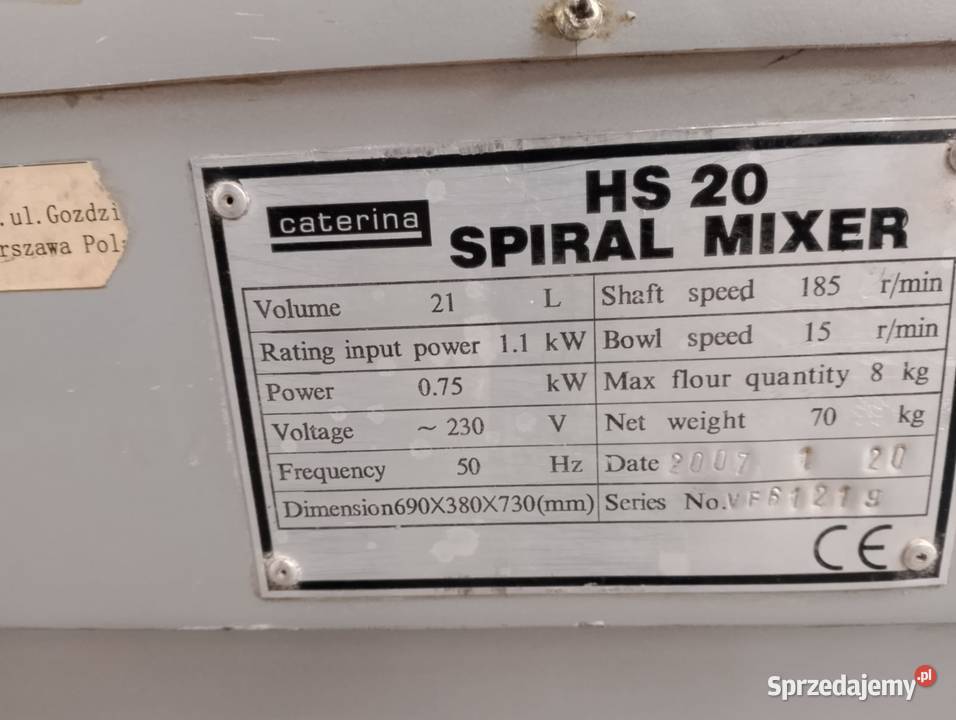 .ul.Gozdzi
rszawa Pol
caterina
HS 20
SPIRAL MIXER
Volume 21 L
Shaft speed 185 r/min
Rating input power 1.1 kW
Bowl speed 15 r/min
Power 0.75 kW
Max flour quantity 8 kg
Voltage ~ 230 V
Net weight 70 kg
Frequency 50 Hz
Date 2007 1 20
Dimension690X380X730(mm)
Series No.VF61219
CE
Sprzedajemy.pl